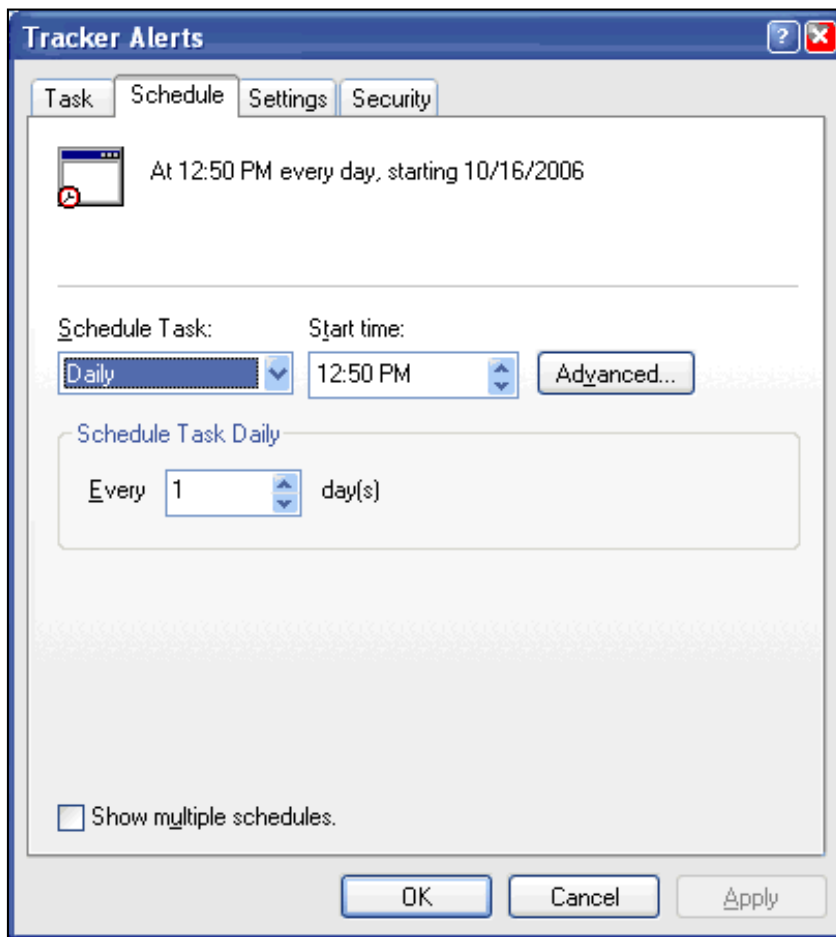 Tracker Alerts
Task Schedule Settings Security
At 12:50 PM every day, starting 10/16/2006
Schedule Task: Start time:
Daily 12:50 PM Advanced...
Schedule Task Daily
Every 1 day(s)
Show multiple schedules.
OK Cancel Apply